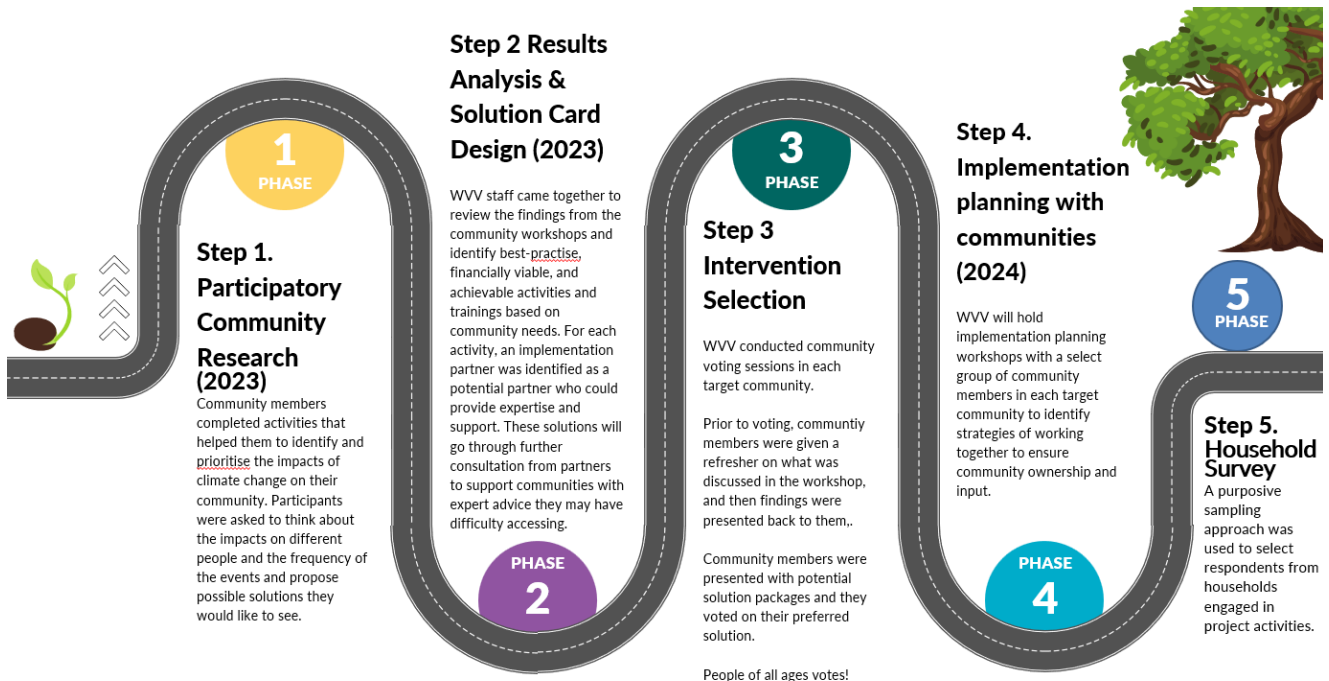 1
PHASE
Step 1.
Participatory
Community
Research
(2023)
Community members
completed activities that
helped them to identify and
prioritise the impacts of
climate change on their
community. Participants
were asked to think about
the impacts on different
people and the frequency of
the events and propose
possible solutions they
would like to see.
Step 2 Results
Analysis &
Solution Card
Design (2023)
WVV staff came together to
review the findings from the
community workshops and
identify best-practise,
financially viable, and
achievable activities and
trainings based on
community needs. For each
activity, an implementation
partner was identified as a
potential partner who could
provide expertise and
support. These solutions will
go through further
consultation from partners
to support communities with
expert advice they may have
difficulty accessing.
PHASE
2
3
PHASE
Step 3
Intervention
Selection
WVV conducted community
voting sessions in each
target community.
Prior to voting, communtiy
members were given a
refresher on what was
discussed in the workshop,
and then findings were
presented back to them,.
Community members were
presented with potential
solution packages and they
voted on their preferred
solution.
People of all ages votes!
Step 4.
Implementation
planning with
communities
(2024)
WVV will hold
implementation planning
workshops with a select
group of community
members in each target
community to identify
strategies of working
together to ensure
community ownership and
input.
PHASE
4
5
PHASE
Step 5.
Household
Survey
A purposive
sampling
approach was
used to select
respondents from
households
engaged in
project activities.